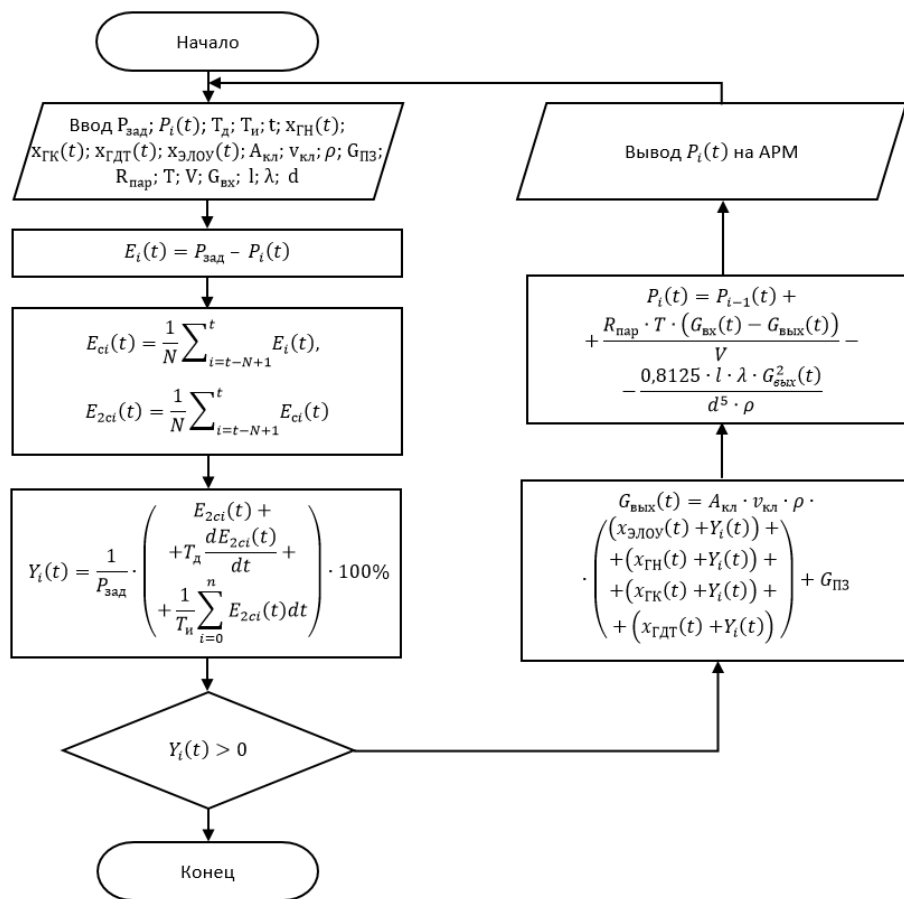 Начало
Ввод P_зад; P_i(t); T_д; T_и; t; x_ГН(t);
x_ГК(t); x_ГДТ(t); x_ЭЛОУ(t); A_кл; v_кл; ρ; G_ПЗ;
R_пар; T; V; G_вх; l; λ; d
E_i(t) = P_зад – P_i(t)
E_ci(t) = 1/N ∑_{i=t−N+1}^{t} E_i(t),
E_2ci(t) = 1/N ∑_{i=t−N+1}^{t} E_ci(t)
Y_i(t) = 1/P_зад · ( E_2ci(t) +
+T_д dE_2ci(t)/dt +
+ 1/T_и ∑_{i=0}^{n} E_2ci(t)dt ) · 100%
Y_i(t) > 0
Конец
Вывод P_i(t) на АРМ
P_i(t) = P_{i−1}(t) +
+ R_пар · T · (G_вх(t) − G_вых(t)) / V −
− 0,8125 · l · λ · G²_вых(t) / d⁵ · ρ
G_вых(t) = A_кл · v_кл · ρ ·
· ( (x_ЭЛОУ(t) +Y_i(t)) +
+ (x_ГН(t) +Y_i(t)) +
+ (x_ГК(t) +Y_i(t)) +
+ (x_ГДТ(t) +Y_i(t)) ) + G_ПЗ